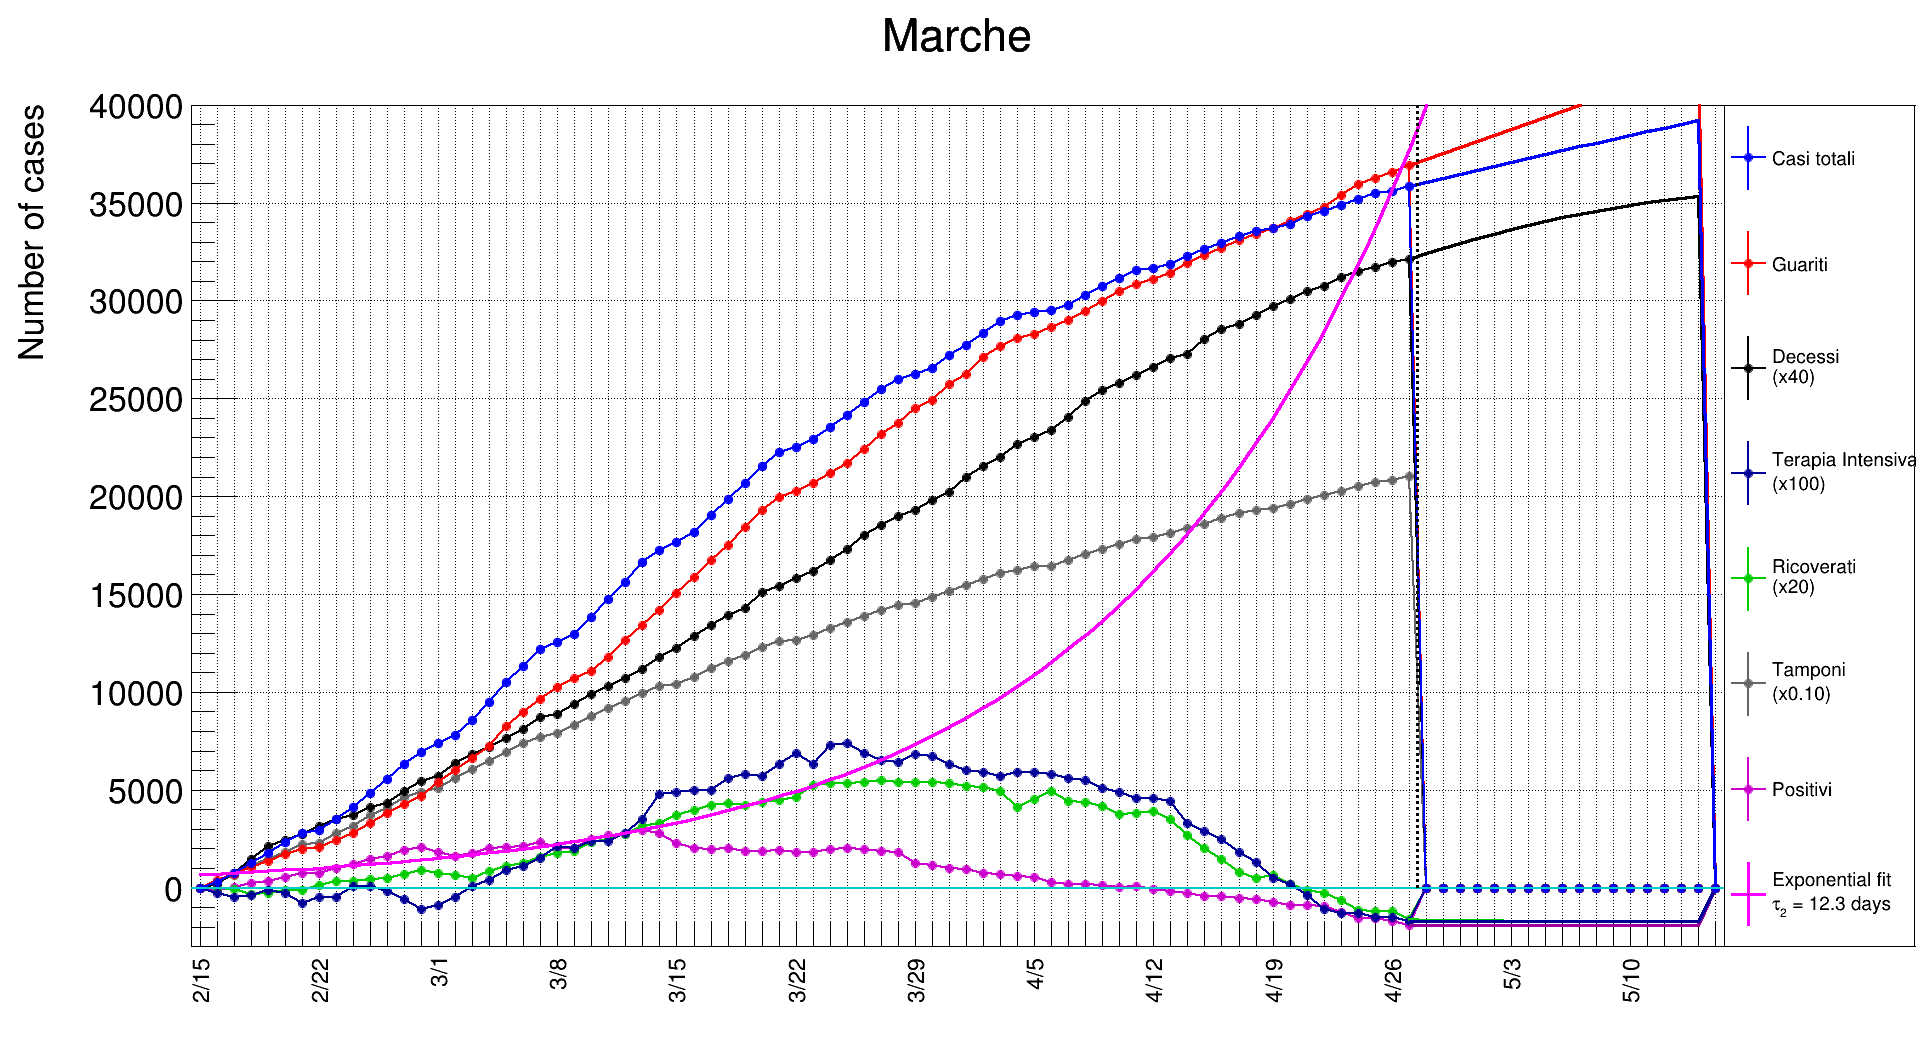 Marche
Number of cases
40000
35000
30000
25000
20000
15000
10000
5000
0
2/15
2/22
3/1
3/8
3/15
3/22
3/29
4/5
4/12
4/19
4/26
5/3
5/10
Casi totali
Guariti
Decessi
(x40)
Terapia Intensiva
(x100)
Ricoverati
(x20)
Tamponi
(x0.10)
Positivi
Exponential fit
τ2 = 12.3 days